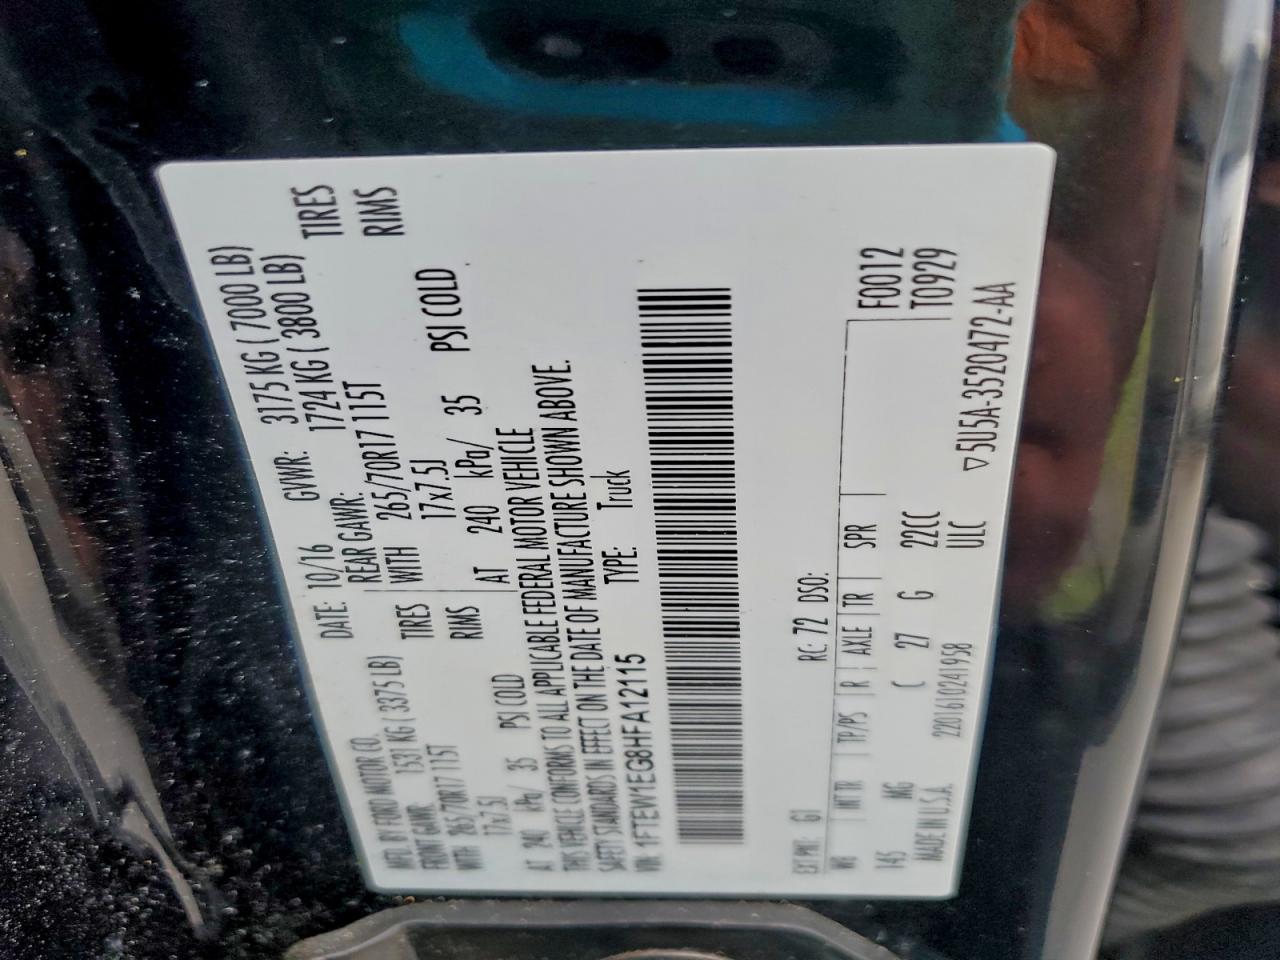 MFD. BY FORD MOTOR CO.
DATE: 10/16 GVWR: 3175 KG ( 7000 LB)
FRONT GAWR: 1531 KG ( 3375 LB)
REAR GAWR: 1724 KG ( 3800 LB)
WITH 265/70R17 115T TIRES
WITH 265/70R17 115T TIRES
17x7.5J RIMS
17x7.5J RIMS
AT 240 kPa/ 35 PSI COLD
AT 240 kPa/ 35 PSI COLD
THIS VEHICLE CONFORMS TO ALL APPLICABLE FEDERAL MOTOR VEHICLE
SAFETY STANDARDS IN EFFECT ON THE DATE OF MANUFACTURE SHOWN ABOVE.
VIN: 1FTEW1EG8HFA12115 TYPE: Truck
EXT PNT: G1 RC: 72 DSO:
WB INT TR TP/PS R AXLE TR SPR F0012
145 MG C 27 G 22CC T0929
MADE IN U.S.A. 2201610241958 ULC ▽5U5A-3520472-AA